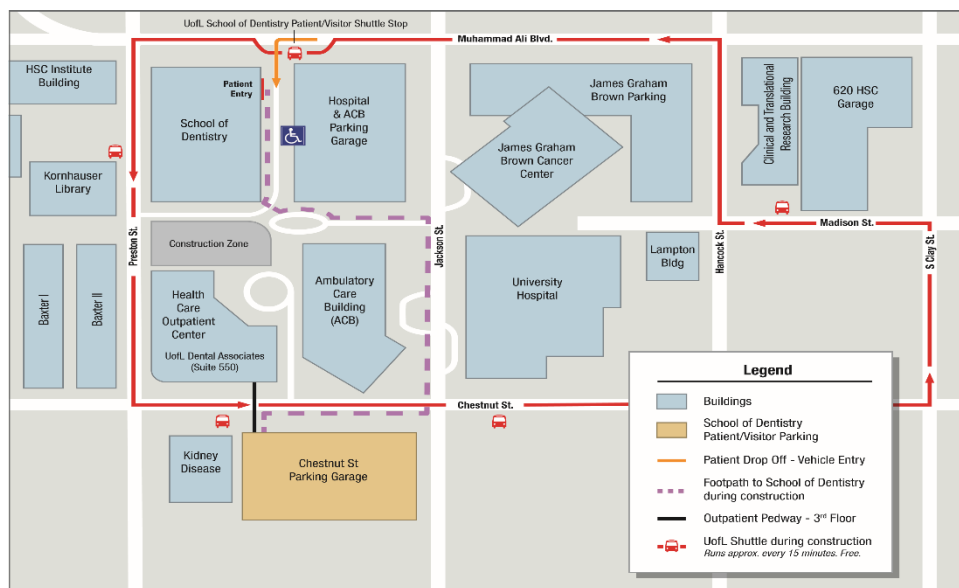 UofL School of Dentistry Patient/Visitor Shuttle Stop
Muhammad Ali Blvd.
HSC Institute
Building
Patient
Entry
School of
Dentistry
Hospital
& ACB
Parking
Garage
James Graham
Brown Parking
James Graham
Brown Cancer
Center
Clinical and Translational
Research Building
620 HSC
Garage
Kornhauser
Library
Preston St.
Jackson St.
Hancock St.
Madison St.
S Clay St.
Construction Zone
Baxter I
Baxter II
Health
Care
Outpatient
Center
UofL Dental Associates
(Suite 550)
Ambulatory
Care
Building
(ACB)
University
Hospital
Lampton
Bldg
Chestnut St.
Kidney
Disease
Chestnut St
Parking Garage
Legend
Buildings
School of Dentistry
Patient/Visitor Parking
Patient Drop Off - Vehicle Entry
Footpath to School of Dentistry
during construction
Outpatient Pedway - 3rd Floor
UofL Shuttle during construction
Runs approx. every 15 minutes. Free.